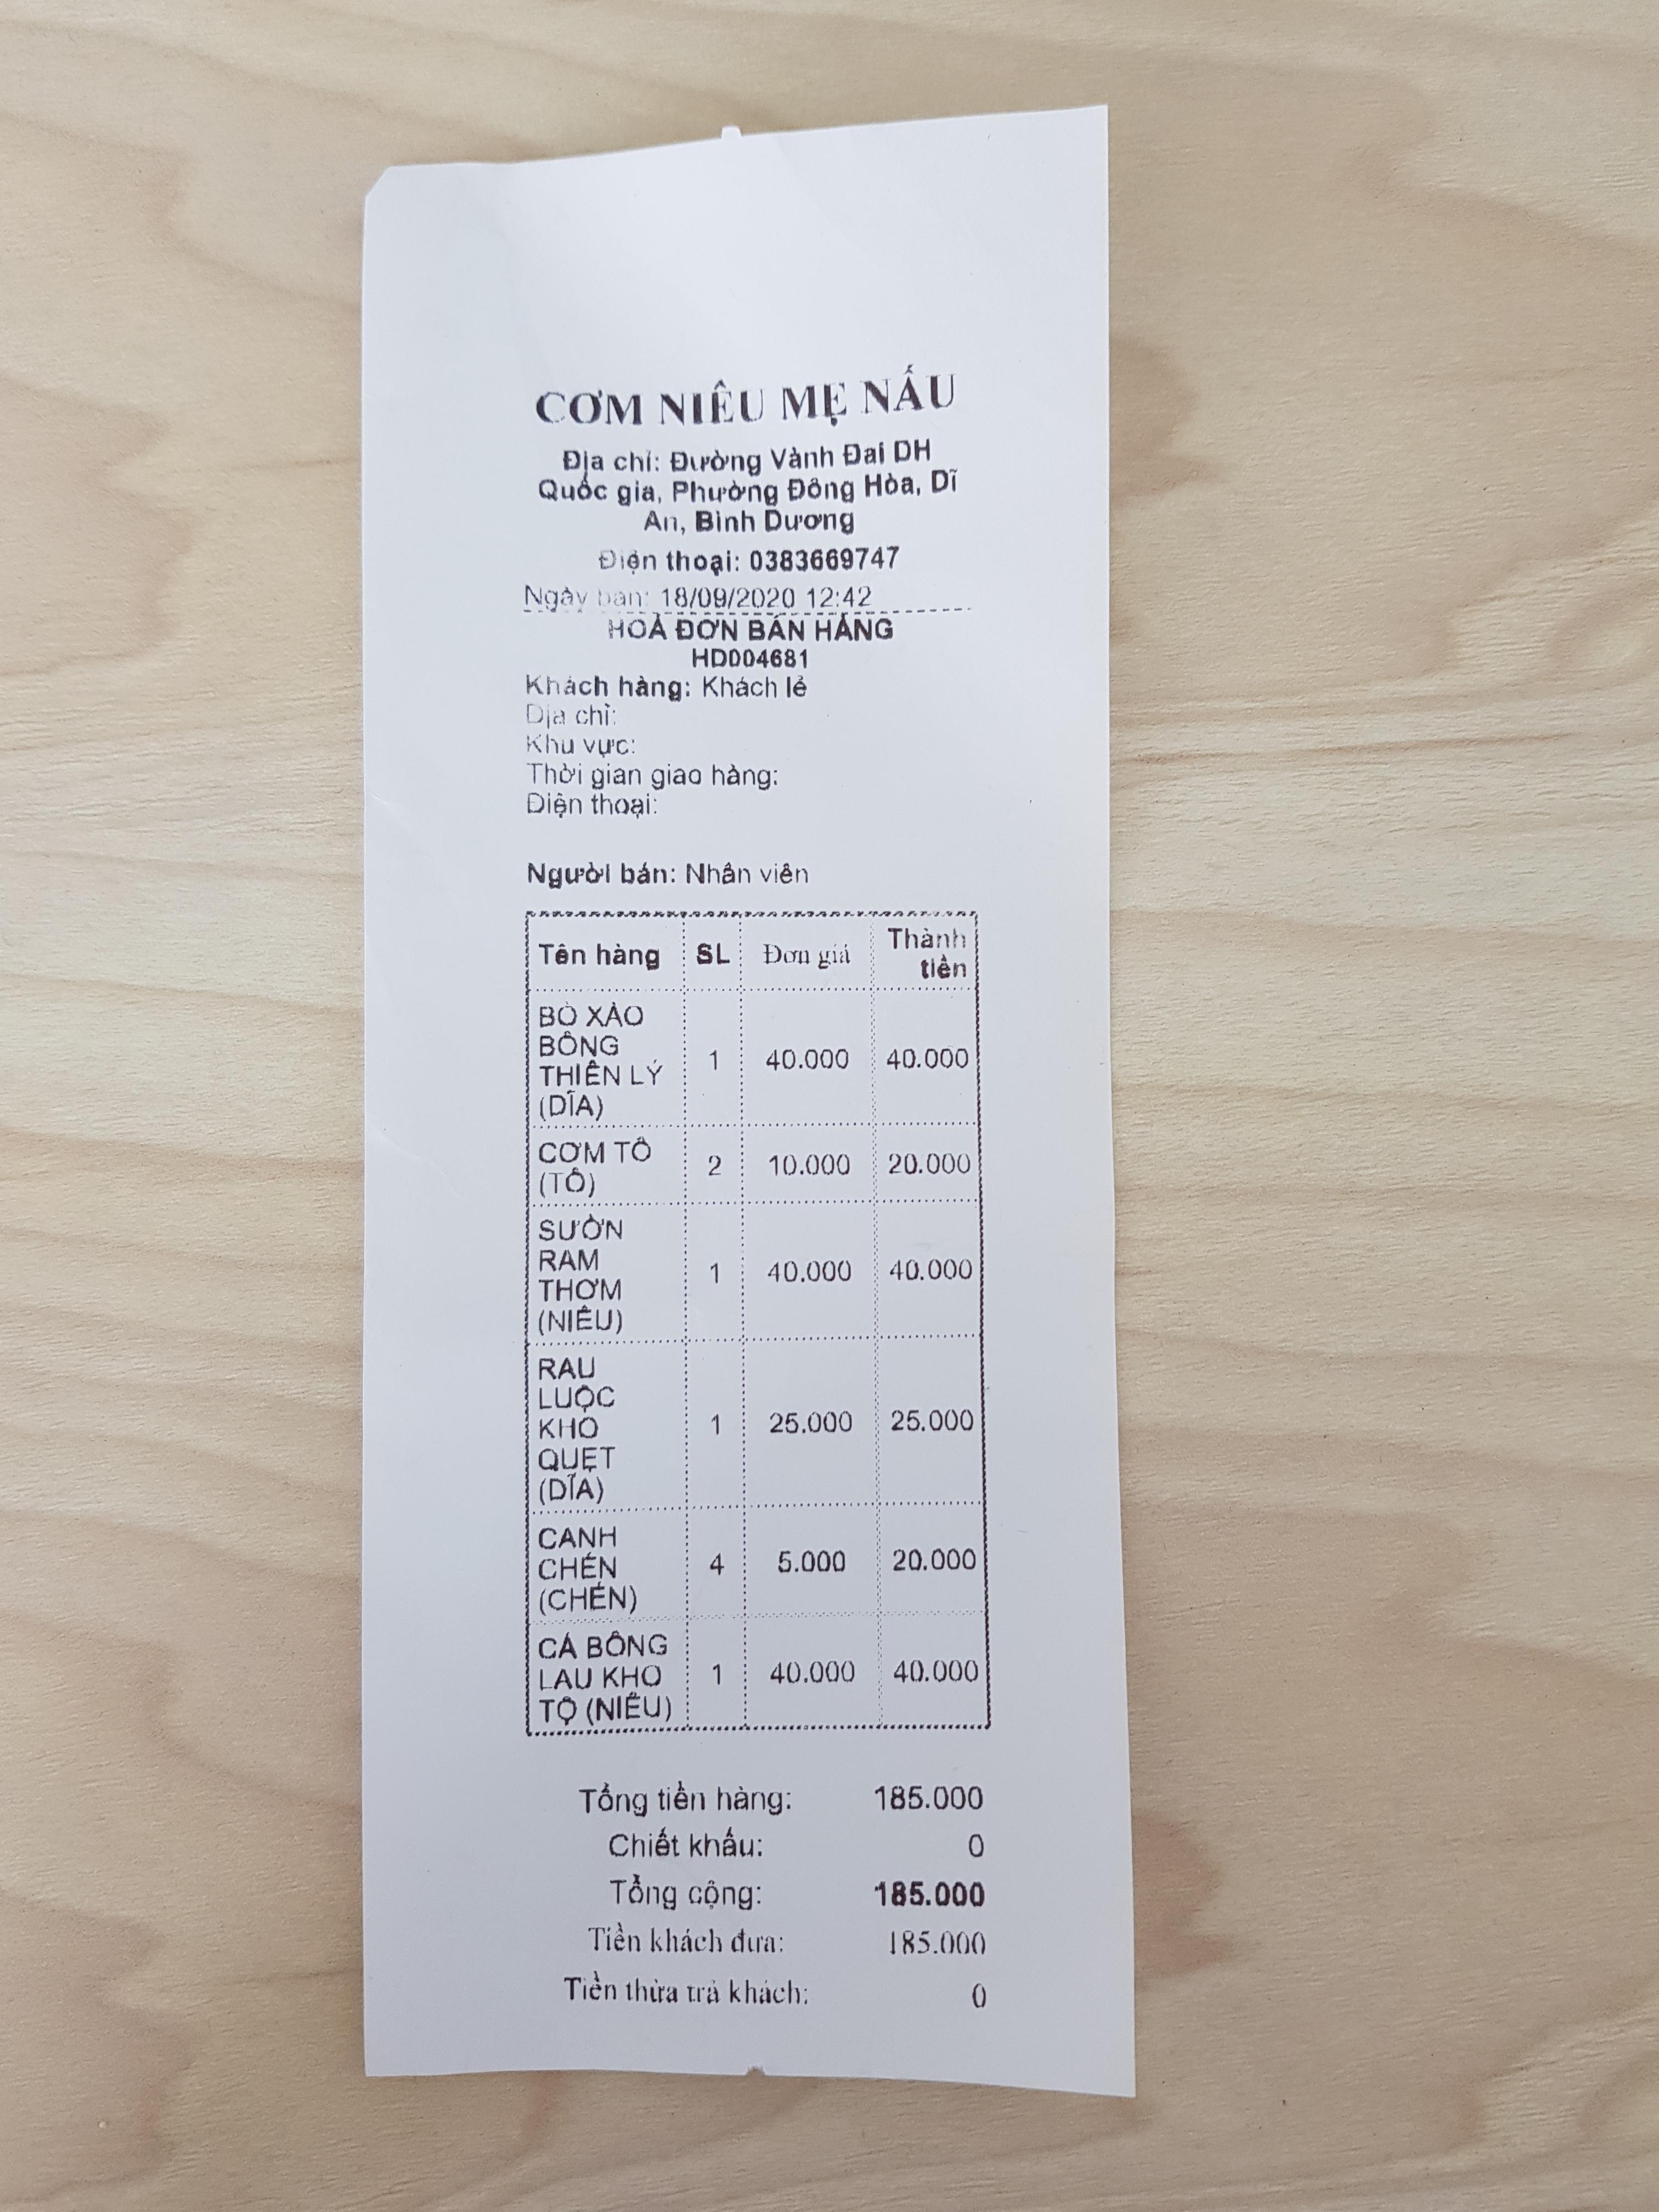 CƠM NIÊU MẸ NẤU
Địa chỉ: Đường Vành Đai DH
Quốc gia, Phường Đông Hòa, Dĩ
An, Bình Dương
Điện thoại: 0383669747
Ngày bán: 18/09/2020 12:42
HOÁ ĐƠN BÁN HÀNG
HD004681
Khách hàng: Khách lẻ
Địa chỉ:
Khu vực:
Thời gian giao hàng:
Điện thoại:
Người bán: Nhân viên
Tên hàng SL Đơn giá Thành
tiền
BÒ XÀO
BÔNG
THIÊN LÝ
(DĨA) 1 40.000 40.000
CƠM TÔ
(TÔ) 2 10.000 20.000
SƯỜN
RAM
THƠM
(NIÊU) 1 40.000 40.000
RAU
LUỘC
KHO
QUẸT
(DĨA) 1 25.000 25.000
CANH
CHÉN
(CHÉN) 4 5.000 20.000
CÁ BÔNG
LAU KHO
TỘ (NIÊU) 1 40.000 40.000
Tổng tiền hàng: 185.000
Chiết khấu: 0
Tổng cộng: 185.000
Tiền khách đưa: 185.000
Tiền thừa trả khách: 0